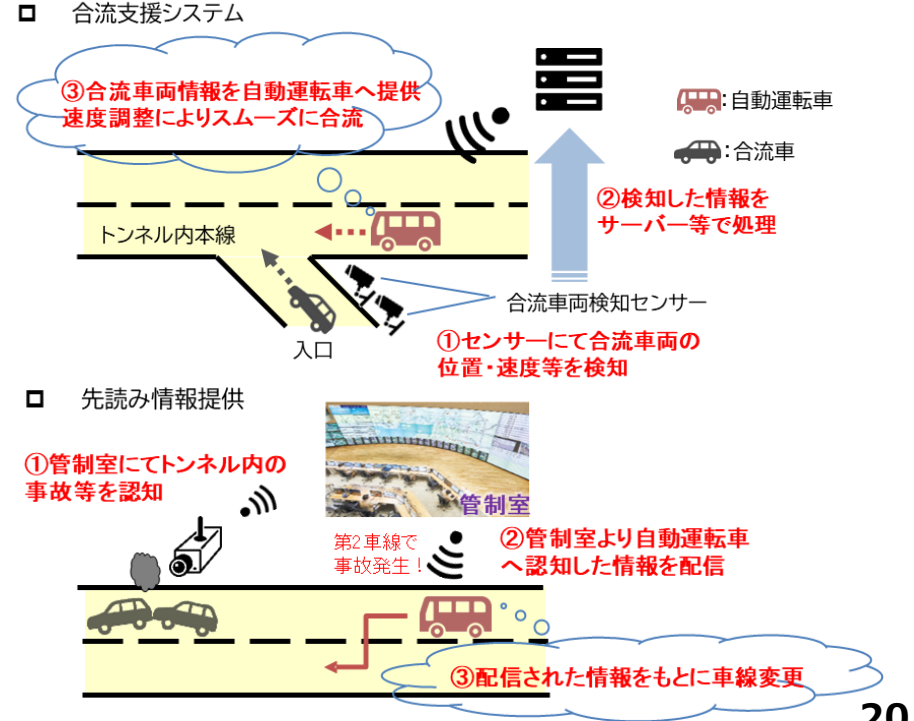 合流支援システム
③合流車両情報を自動運転車へ提供
速度調整によりスムーズに合流
:自動運転車
:合流車
②検知した情報を
サーバー等で処理
トンネル内本線
合流車両検知センサー
入口
①センサーにて合流車両の
位置・速度等を検知
先読み情報提供
①管制室にてトンネル内の
事故等を認知
管制室
第2車線で
事故発生！
②管制室より自動運転車
へ認知した情報を配信
③配信された情報をもとに車線変更
20